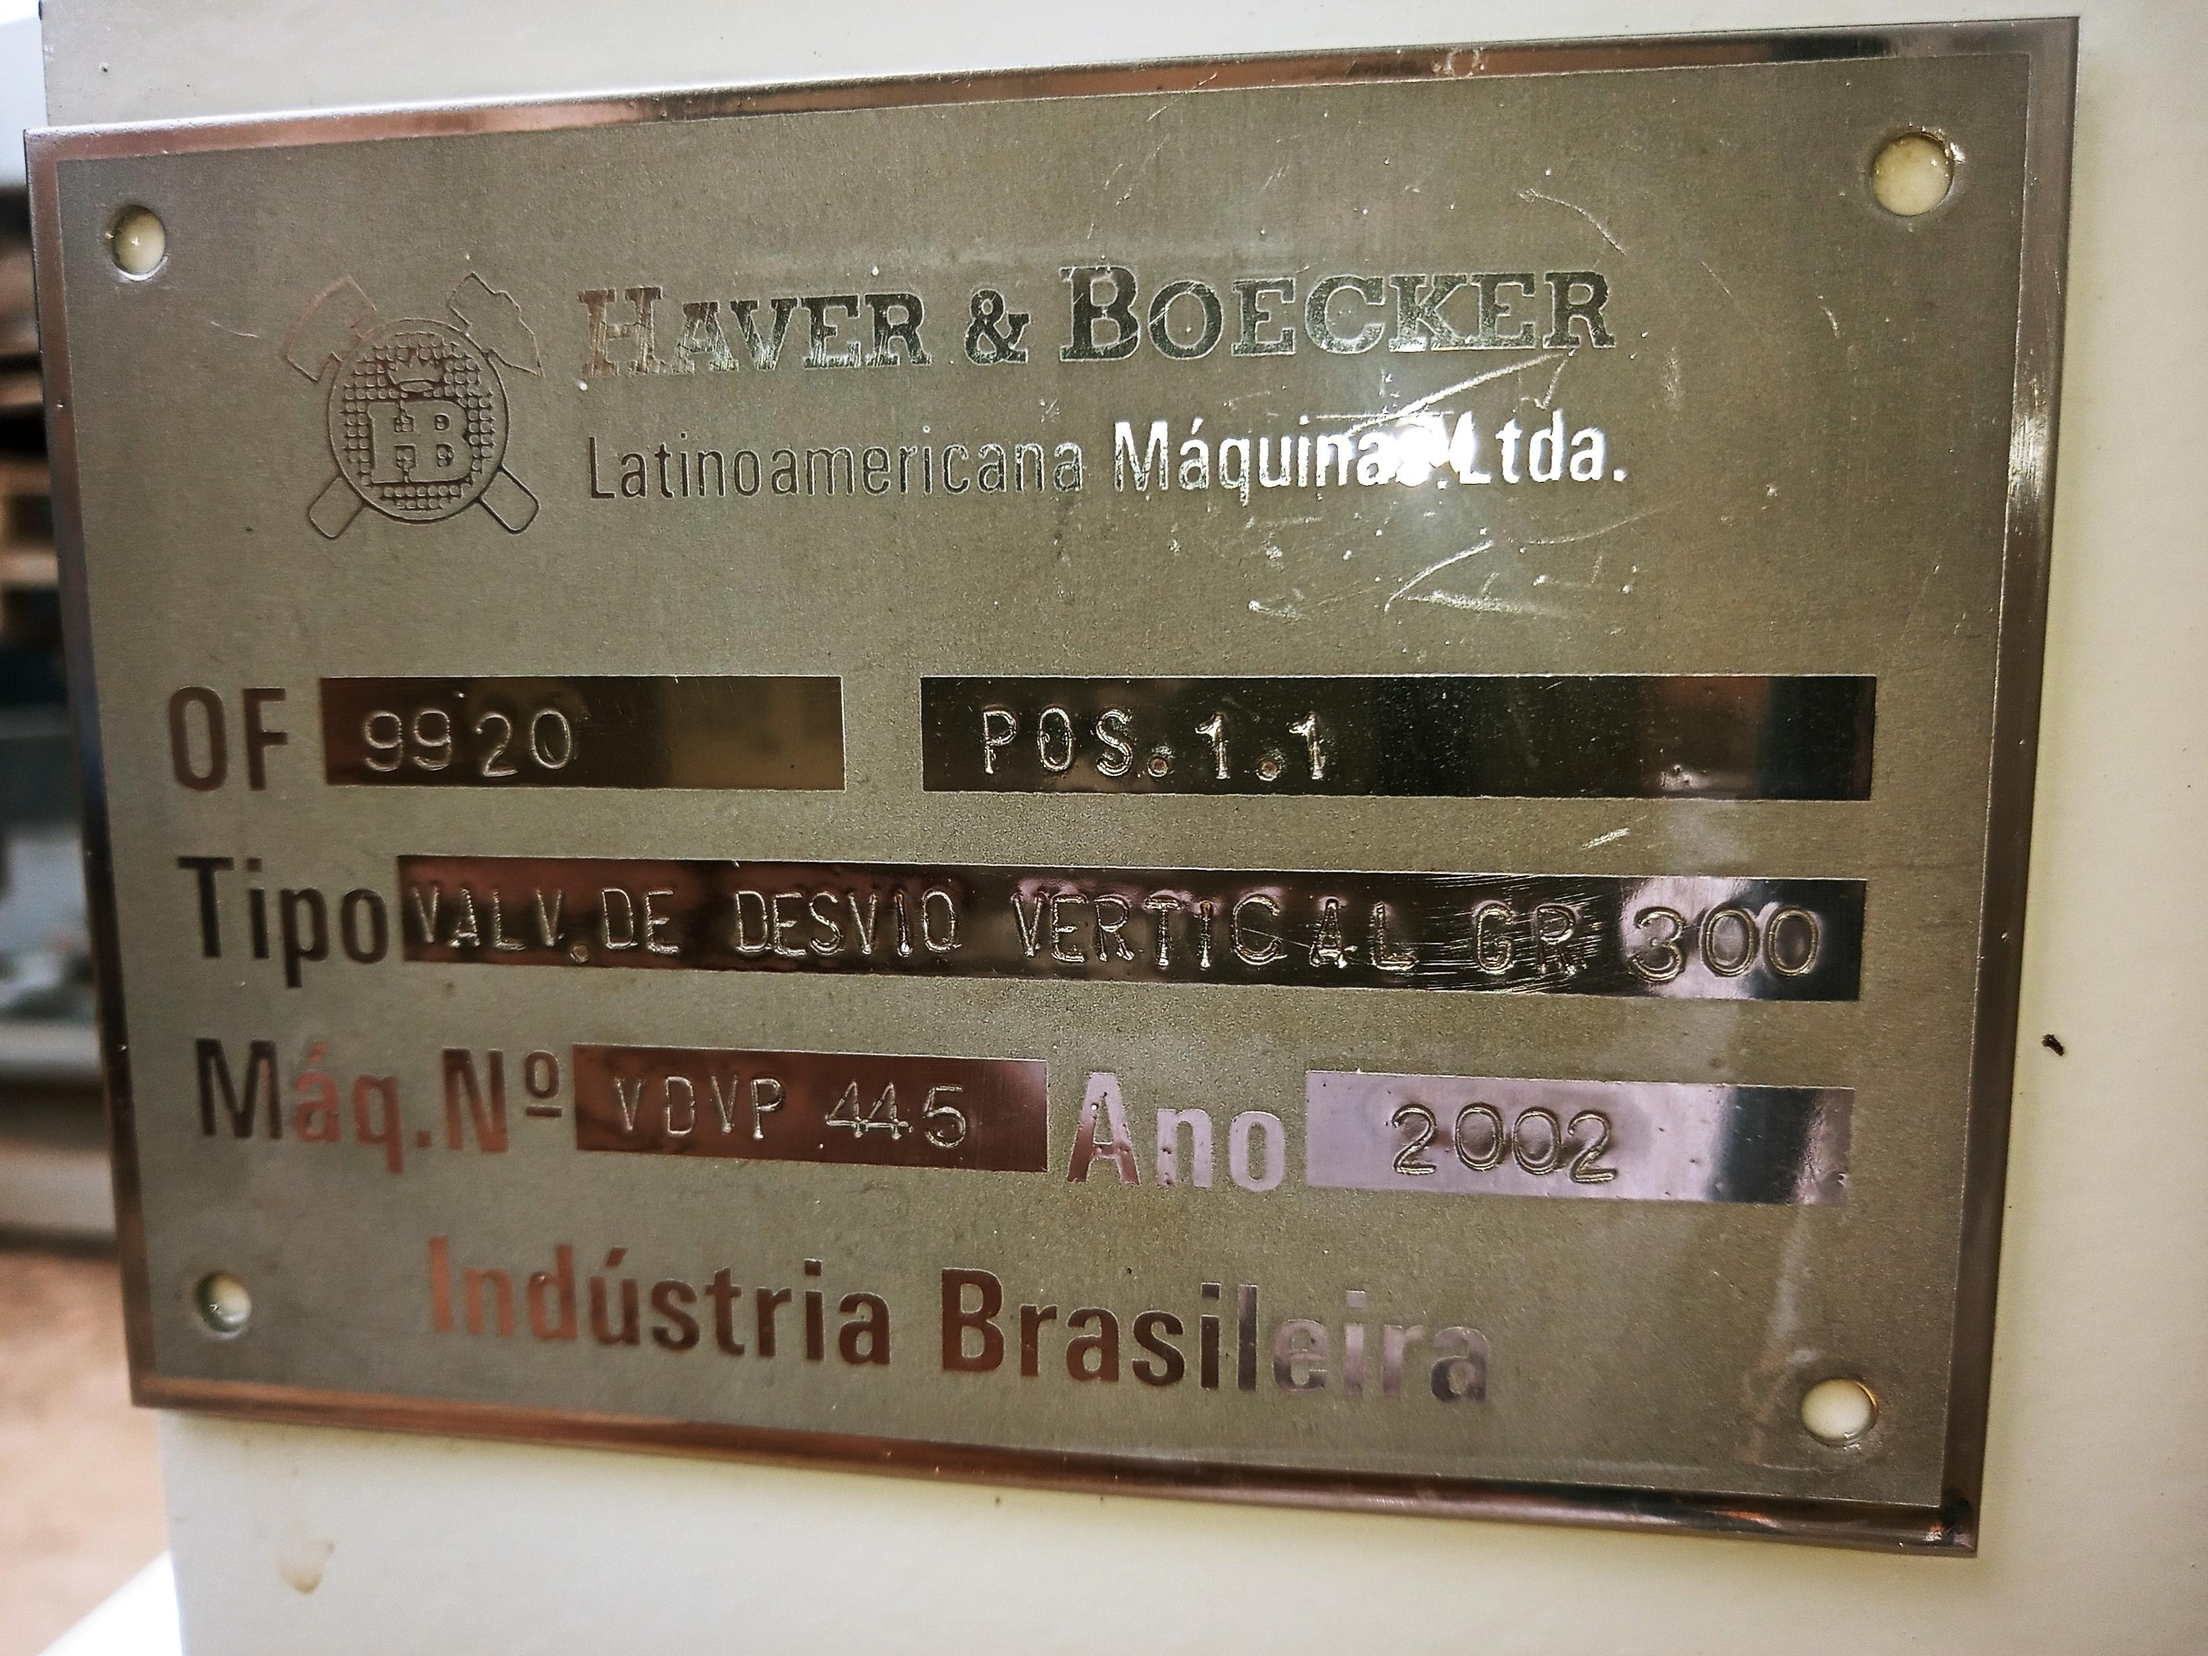 HAVER & BOECKER
HB
Latinoamericana Máquinas Ltda.
OF 9920 POS.1.1
Tipo VALV.DE DESVIO VERTICAL GR 300
Máq.Nº VDVP 445 Ano 2002
Indústria Brasileira